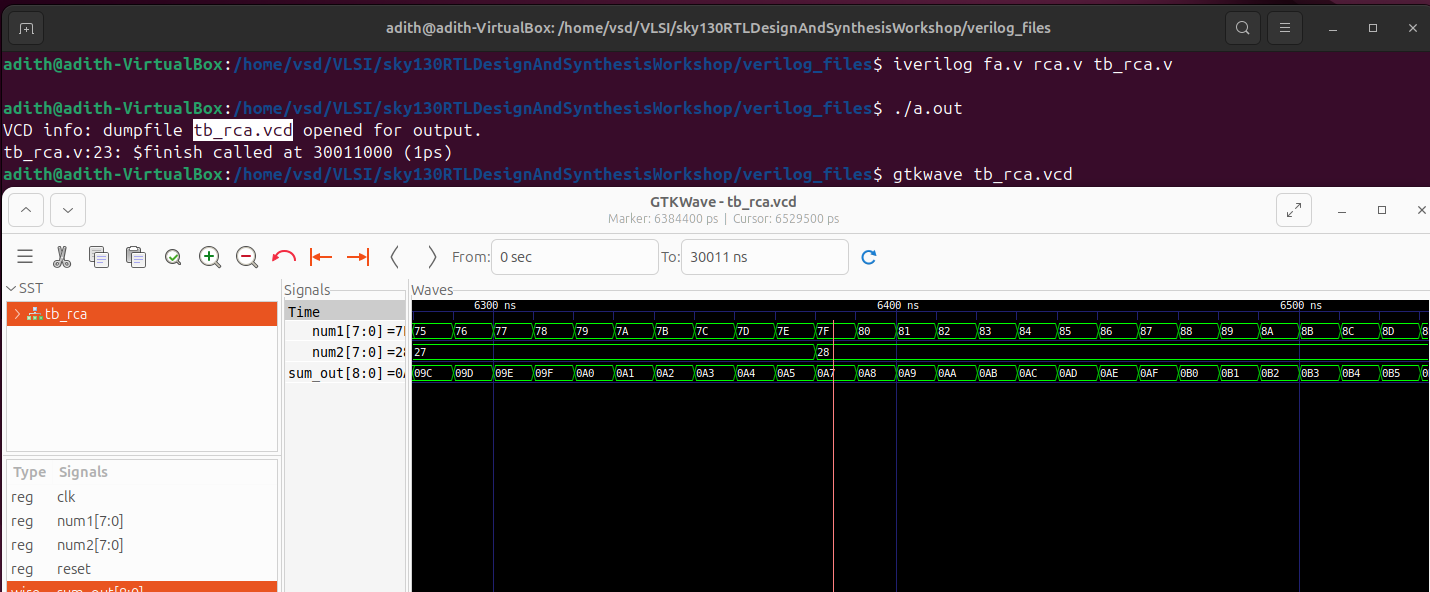 adith@adith-VirtualBox: /home/vsd/VLSI/sky130RTLDesignAndSynthesisWorkshop/verilog_files
adith@adith-VirtualBox:/home/vsd/VLSI/sky130RTLDesignAndSynthesisWorkshop/verilog_files$ iverilog fa.v rca.v tb_rca.v
adith@adith-VirtualBox:/home/vsd/VLSI/sky130RTLDesignAndSynthesisWorkshop/verilog_files$ ./a.out
VCD info: dumpfile tb_rca.vcd opened for output.
tb_rca.v:23: $finish called at 30011000 (1ps)
adith@adith-VirtualBox:/home/vsd/VLSI/sky130RTLDesignAndSynthesisWorkshop/verilog_files$ gtkwave tb_rca.vcd
GTKWave - tb_rca.vcd
Marker: 6384400 ps | Cursor: 6529500 ps
From: 0 sec To: 30011 ns
SST
tb_rca
Type Signals
reg clk
reg num1[7:0]
reg num2[7:0]
reg reset
wire sum_out[8:0]
Signals
Time
num1[7:0] =7F
num2[7:0] =28
sum_out[8:0] =0A
Waves
6300 ns 6400 ns 6500 ns
75 76 77 78 79 7A 7B 7C 7D 7E 7F 80 81 82 83 84 85 86 87 88 89 8A 8B 8C 8D 8
27 28
09C 09D 09E 09F 0A0 0A1 0A2 0A3 0A4 0A5 0A7 0A8 0A9 0AA 0AB 0AC 0AD 0AE 0AF 0B0 0B1 0B2 0B3 0B4 0B5 0